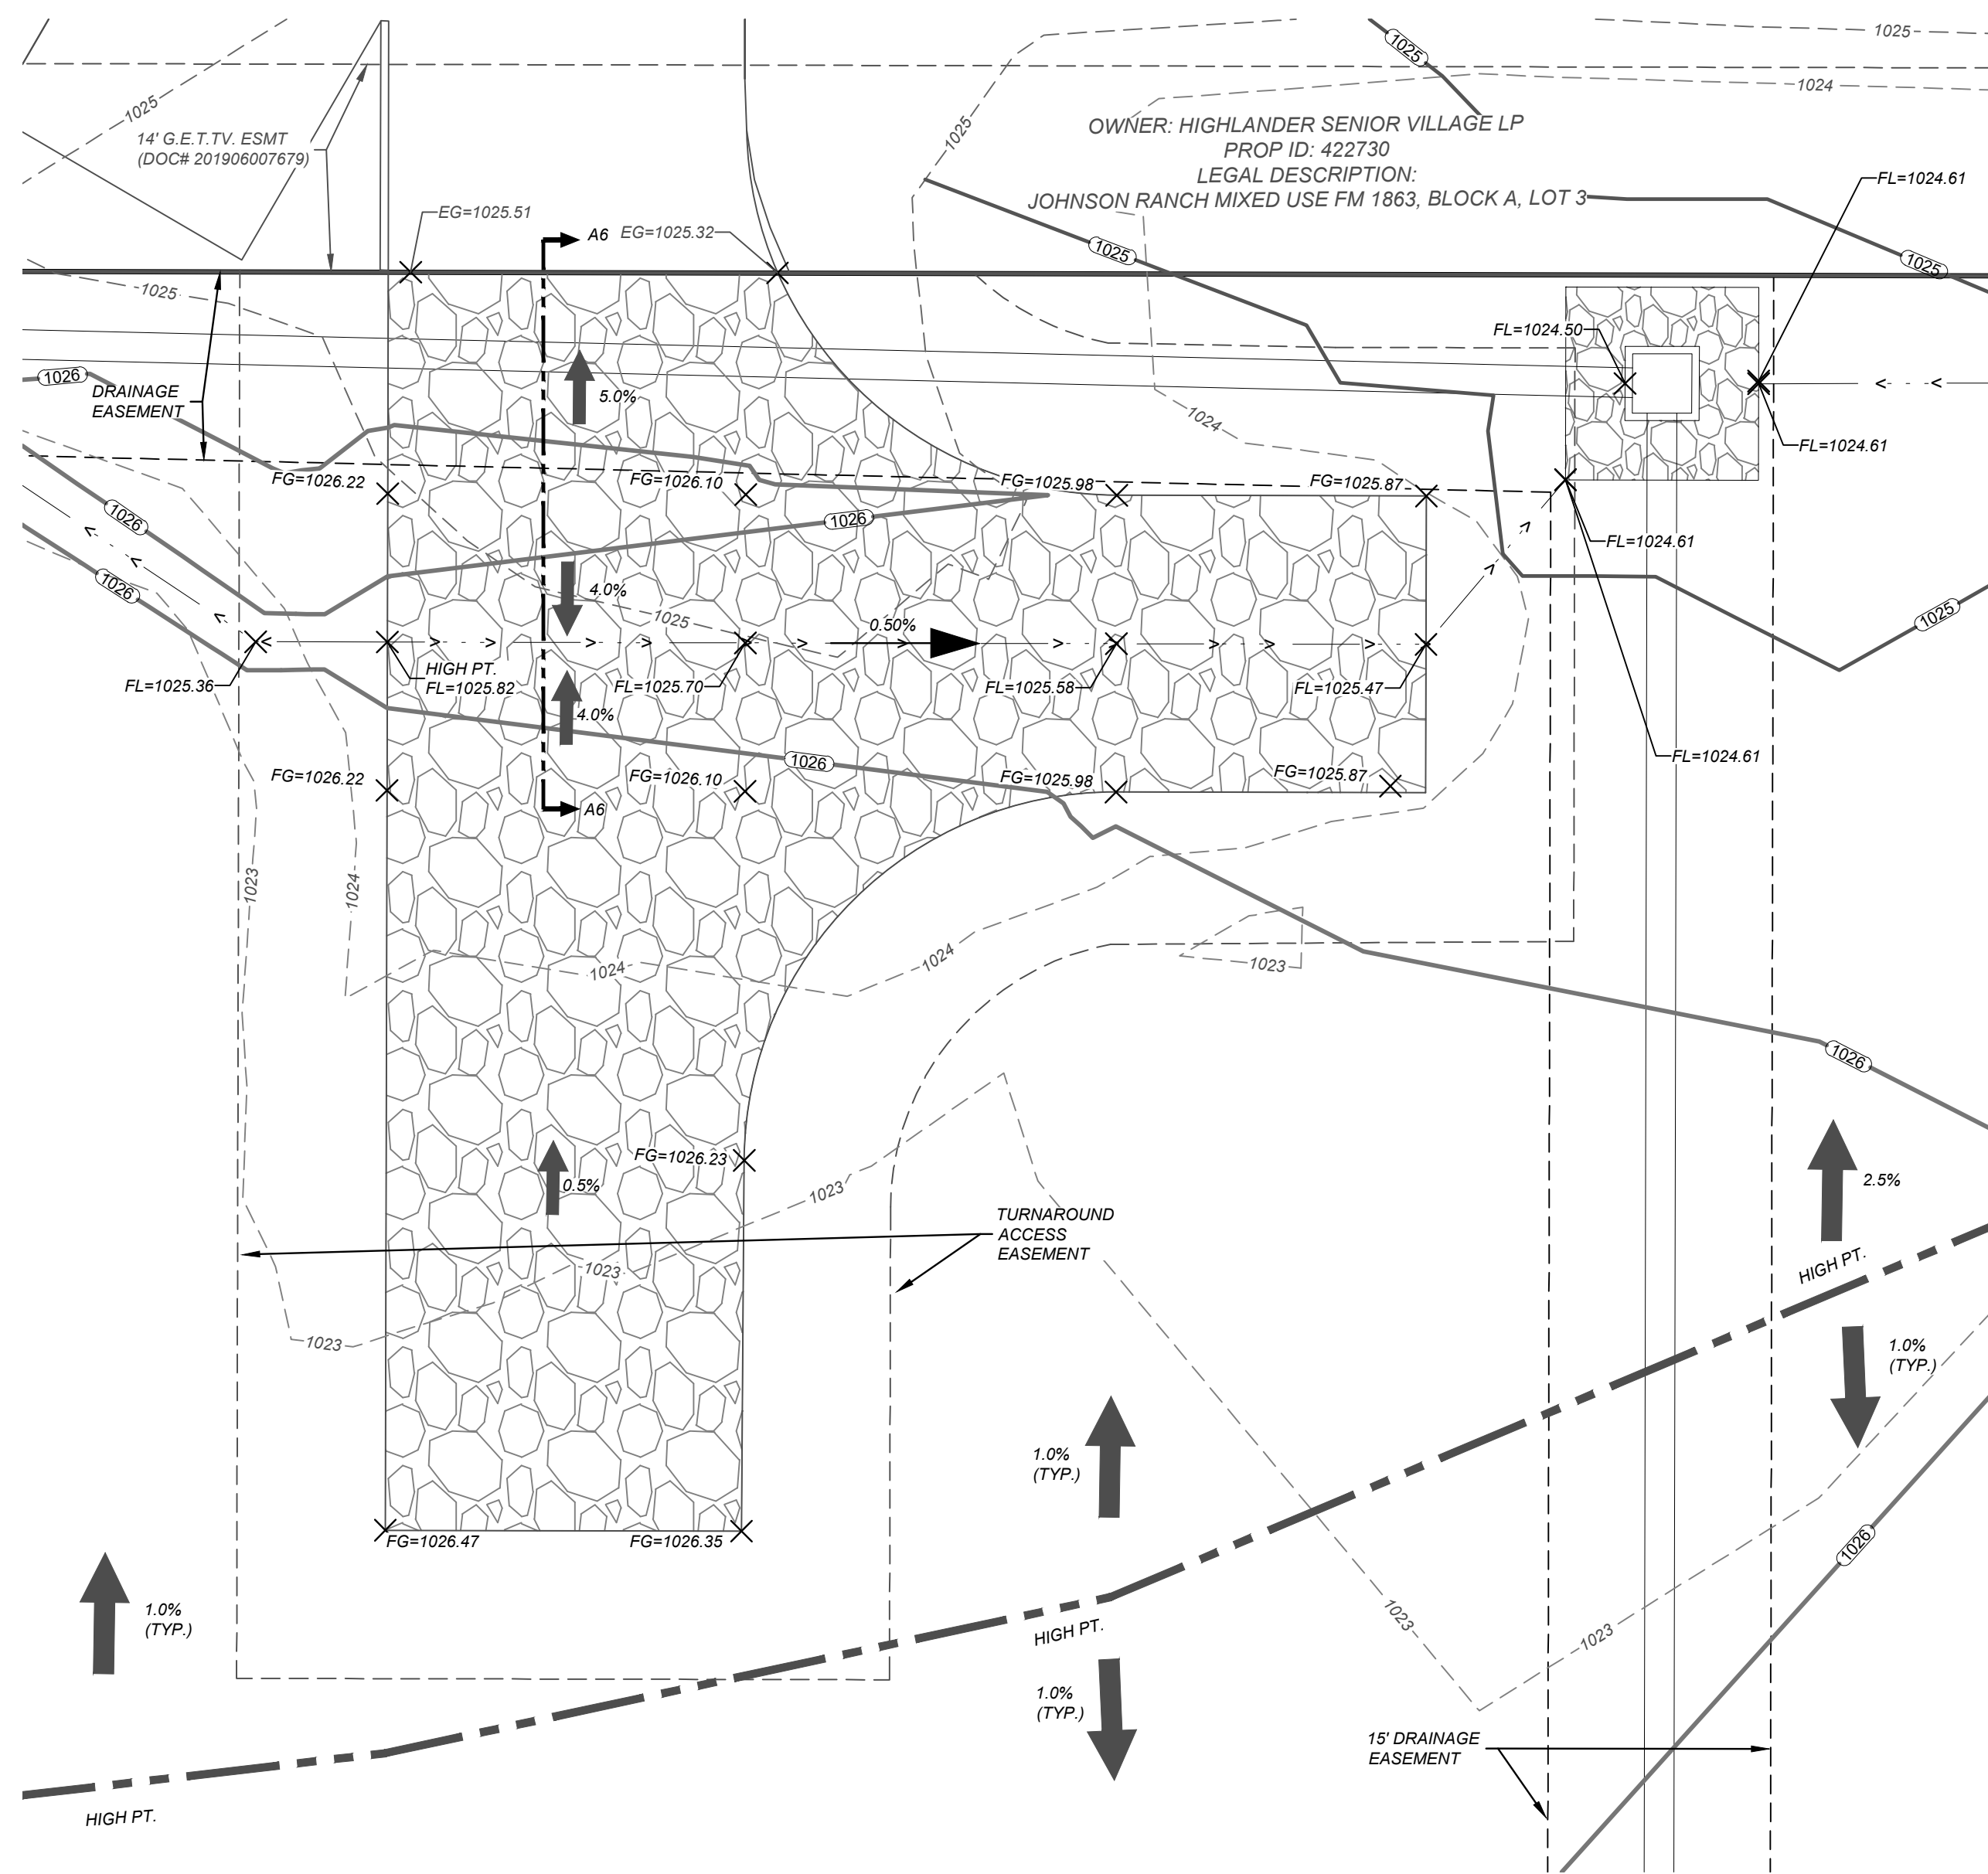 1025
1025
1024
1025
1025
OWNER: HIGHLANDER SENIOR VILLAGE LP
PROP ID: 422730
LEGAL DESCRIPTION:
JOHNSON RANCH MIXED USE FM 1863, BLOCK A, LOT 3
14' G.E.T.TV. ESMT
(DOC# 201906007679)
FL=1024.61
EG=1025.51
A6
EG=1025.32
1025
1025
1025
FL=1024.50
1026
DRAINAGE
EASEMENT
5.0%
1024
FL=1024.61
FG=1026.22
FG=1026.10
FG=1025.98
FG=1025.87
1026
1026
FL=1024.61
1026
4.0%
1025
0.50%
1025
HIGH PT.
FL=1025.82
FL=1025.36
FL=1025.70
FL=1025.58
FL=1025.47
4.0%
FL=1024.61
1026
FG=1026.22
FG=1026.10
FG=1025.98
FG=1025.87
A6
1023
1024
1024
1024
1023
1026
FG=1026.23
0.5%
1023
2.5%
TURNAROUND
ACCESS
EASEMENT
1023
HIGH PT.
1023
1.0%
(TYP.)
1.0%
(TYP.)
FG=1026.47
FG=1026.35
1026
1.0%
(TYP.)
1023
1023
HIGH PT.
1.0%
(TYP.)
15' DRAINAGE
EASEMENT
HIGH PT.